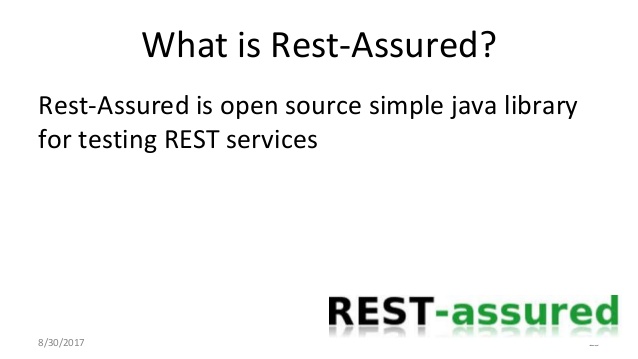 What is Rest-Assured?
Rest-Assured is open source simple java library
for testing REST services
REST-assured
8/30/2017